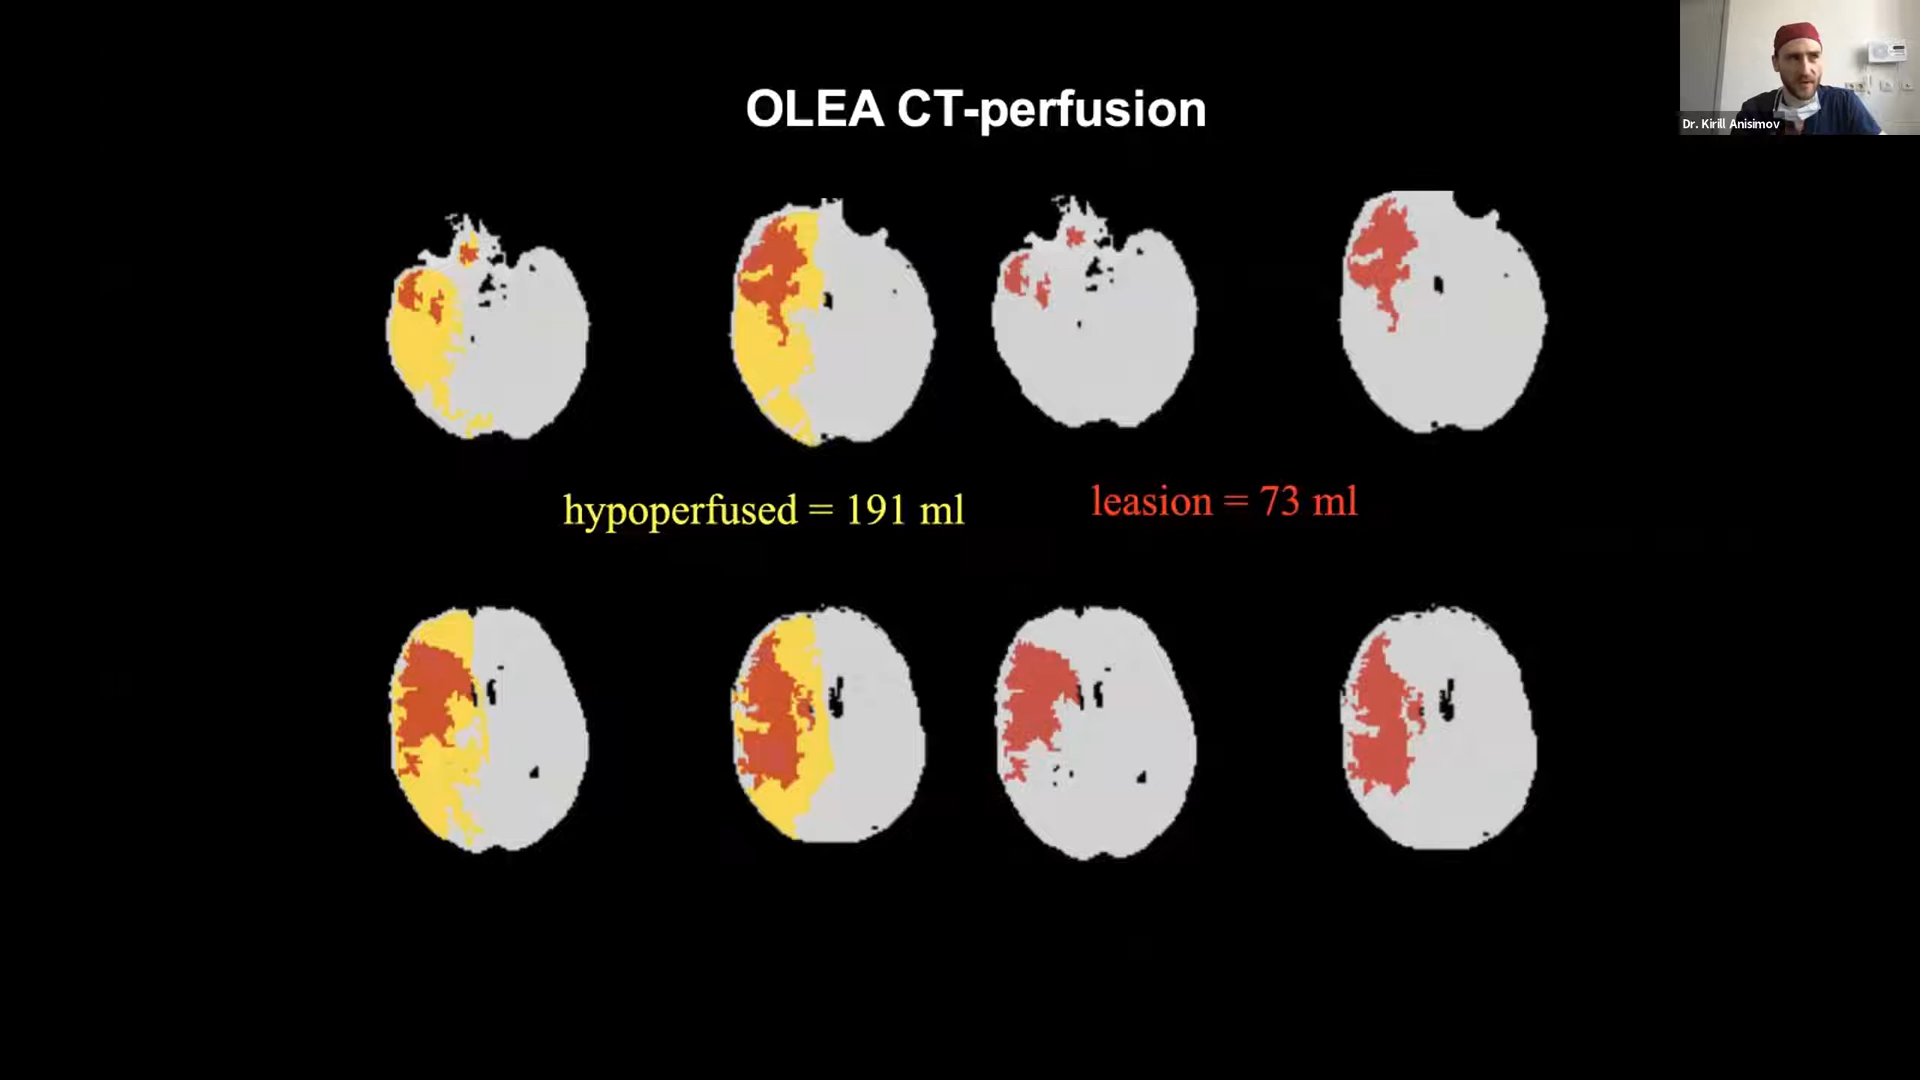 OLEA CT-perfusion
Dr. Kirill Anisimov
hypoperfused = 191 ml
leasion = 73 ml